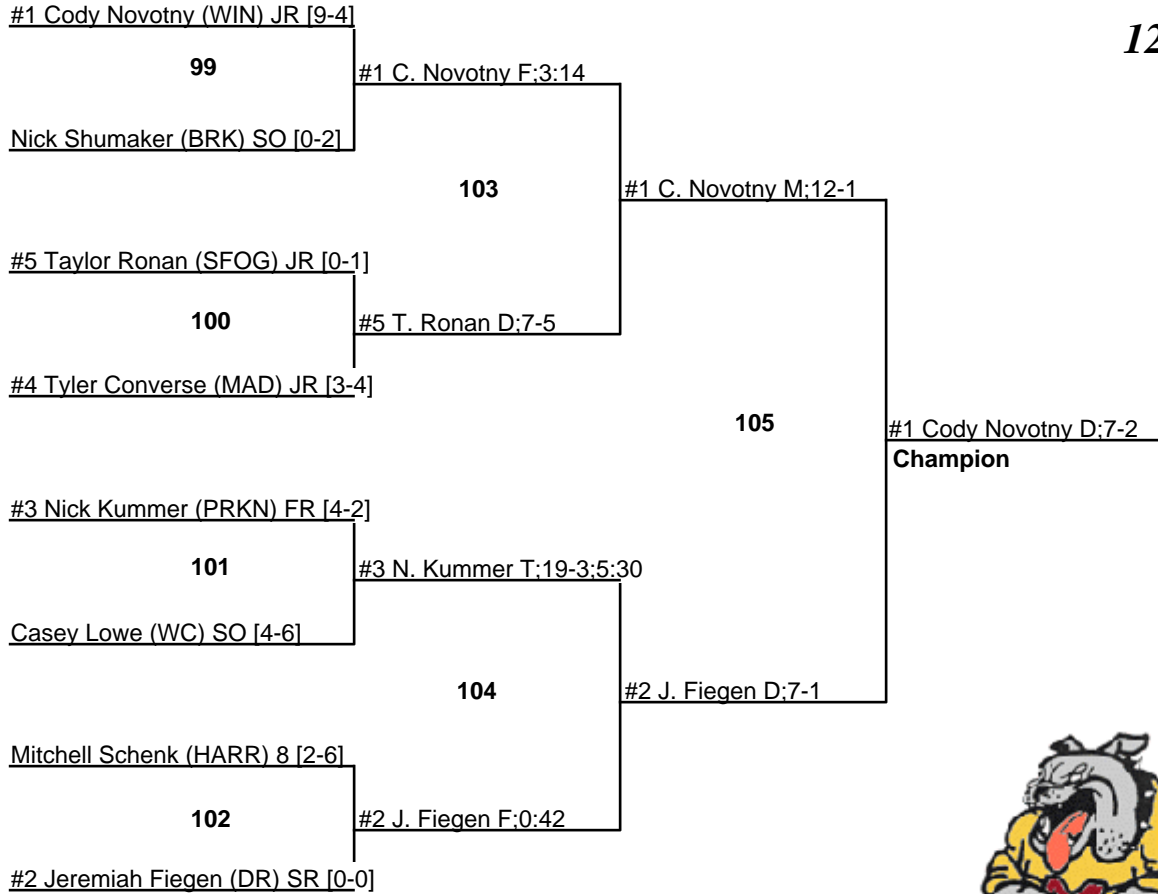 #1 Cody Novotny (WIN) JR [9-4]
12
99
#1 C. Novotny F;3:14
Nick Shumaker (BRK) SO [0-2]
103
#1 C. Novotny M;12-1
#5 Taylor Ronan (SFOG) JR [0-1]
100
#5 T. Ronan D;7-5
#4 Tyler Converse (MAD) JR [3-4]
105
#1 Cody Novotny D;7-2
Champion
#3 Nick Kummer (PRKN) FR [4-2]
101
#3 N. Kummer T;19-3;5:30
Casey Lowe (WC) SO [4-6]
104
#2 J. Fiegen D;7-1
Mitchell Schenk (HARR) 8 [2-6]
102
#2 J. Fiegen F;0:42
#2 Jeremiah Fiegen (DR) SR [0-0]